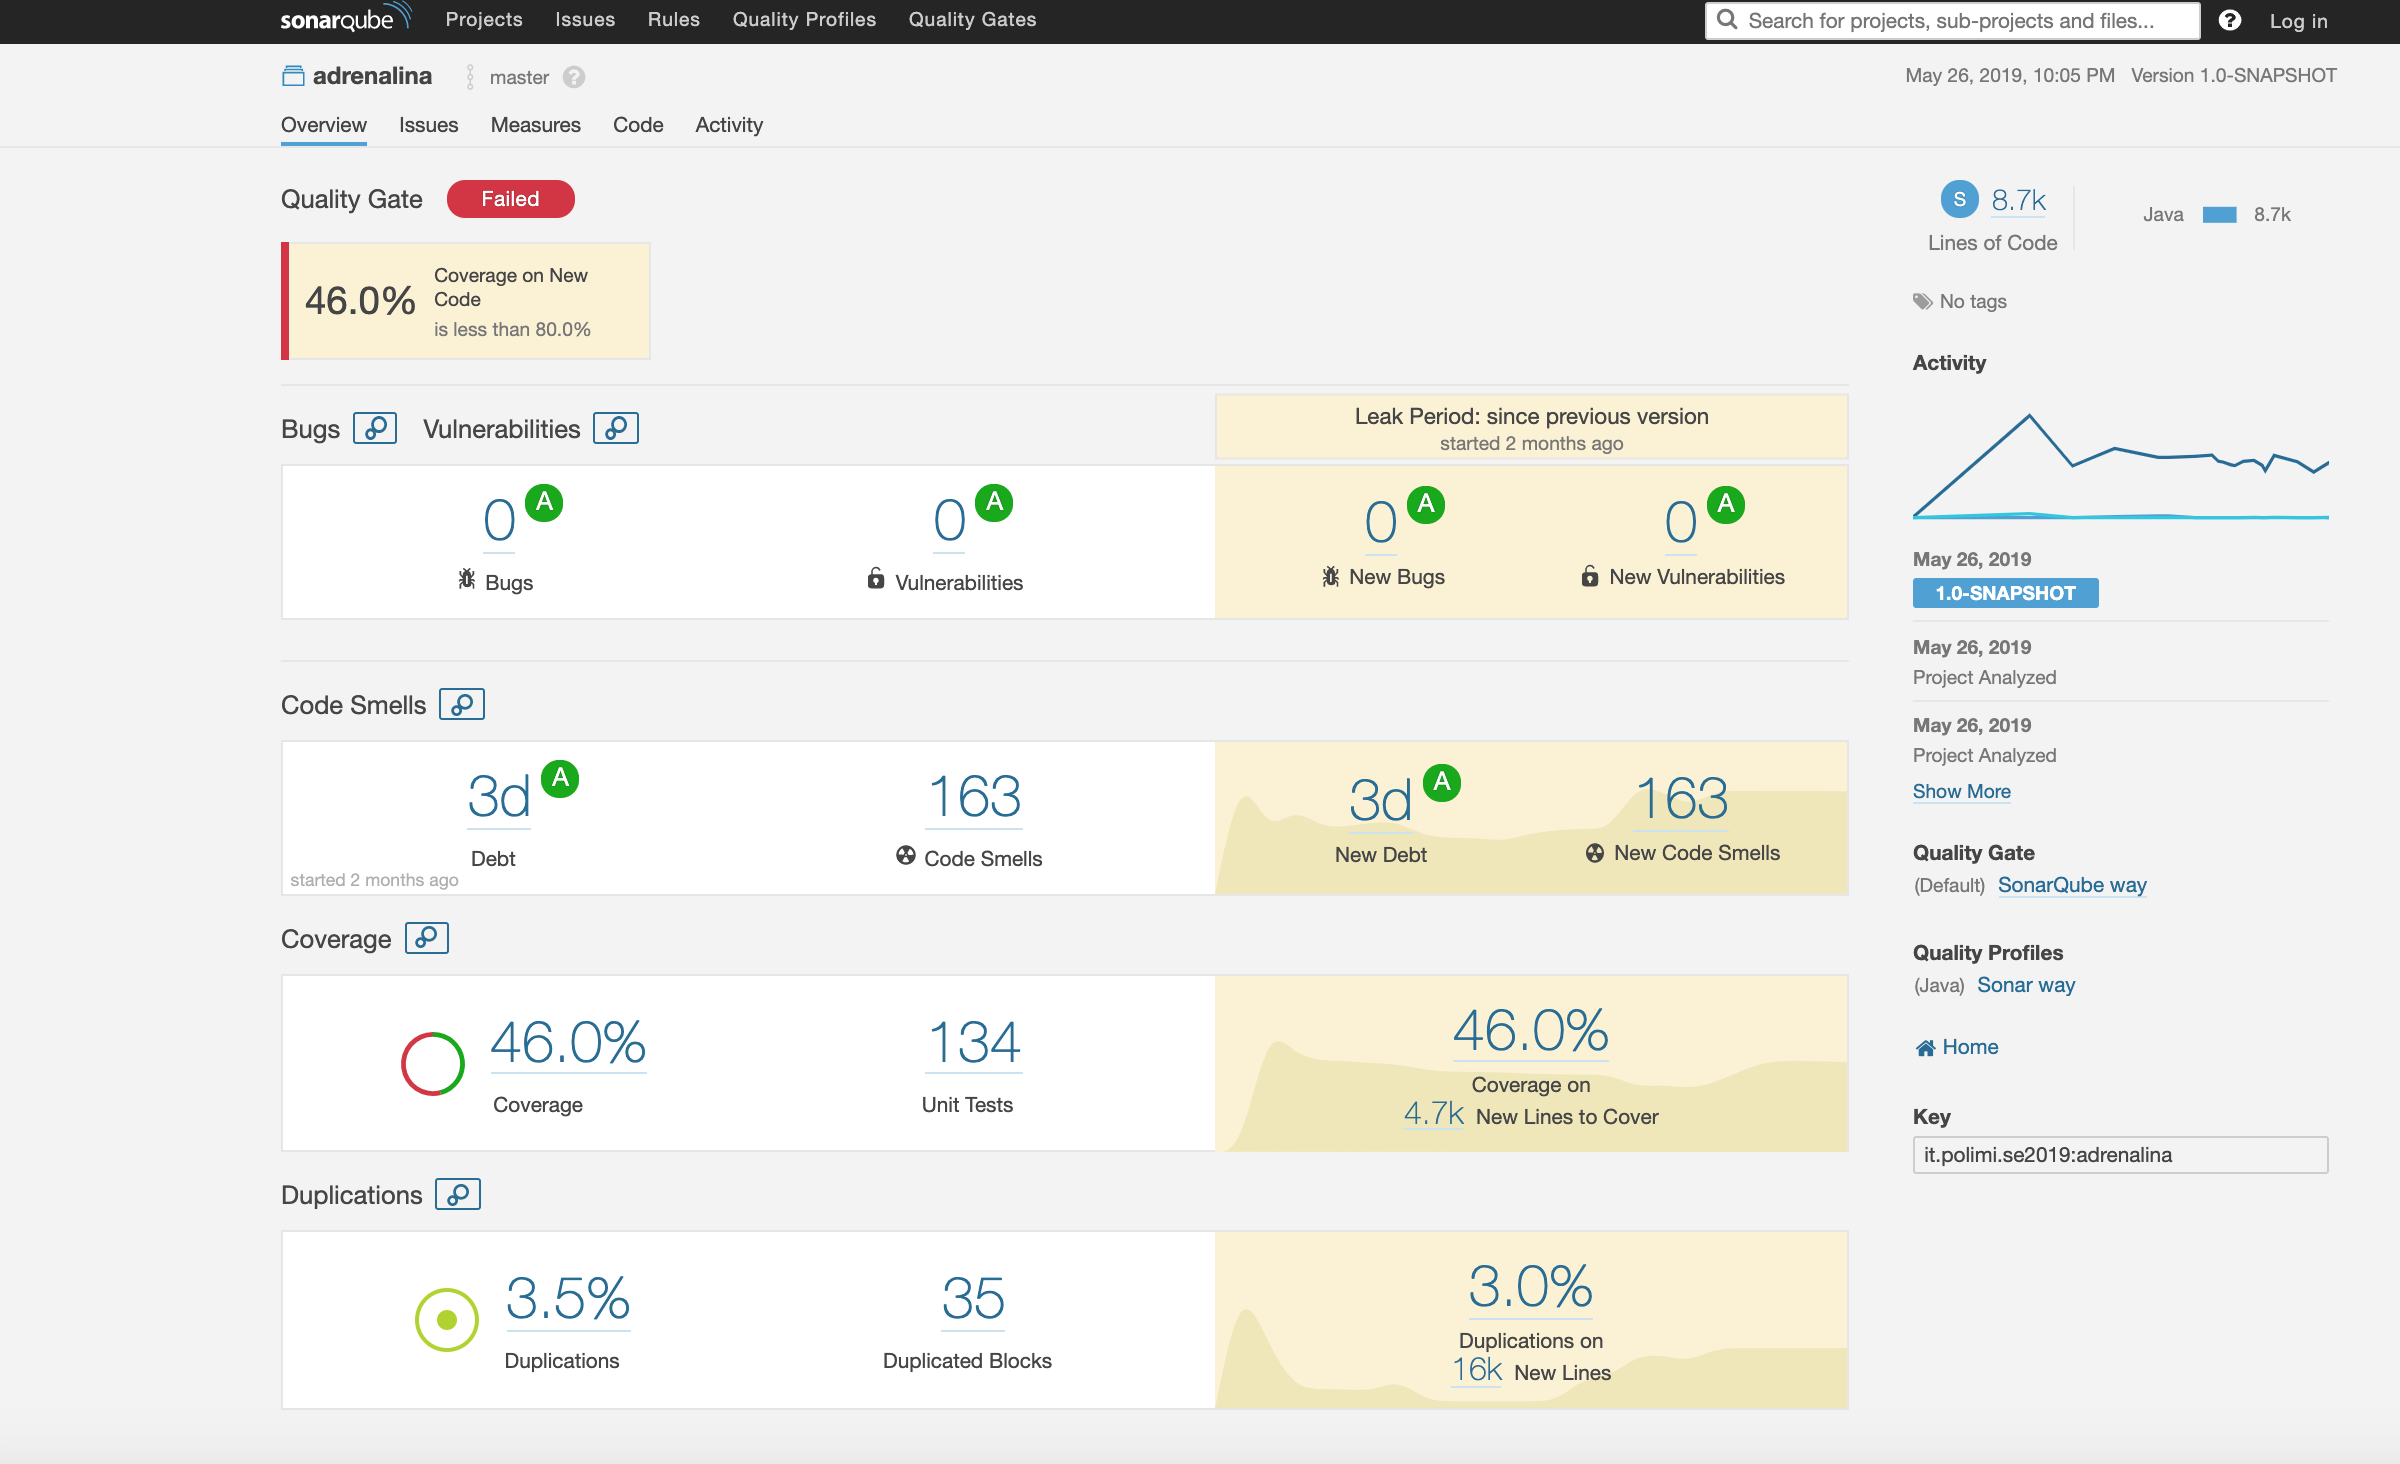 sonarqube Projects Issues Rules Quality Profiles Quality Gates Search for projects, sub-projects and files... ? Log in
adrenalina master ? May 26, 2019, 10:05 PM Version 1.0-SNAPSHOT
Overview Issues Measures Code Activity
Quality Gate Failed
46.0% Coverage on New
Code
is less than 80.0%
Leak Period: since previous version
started 2 months ago
Bugs Vulnerabilities
0 A 0 A 0 A 0 A
Bugs Vulnerabilities New Bugs New Vulnerabilities
Code Smells
3d A 163 3d A 163
Debt Code Smells New Debt New Code Smells
started 2 months ago
Coverage
46.0% 134 46.0%
Coverage Unit Tests Coverage on
4.7k New Lines to Cover
Duplications
3.5% 35 3.0%
Duplications Duplicated Blocks Duplications on
16k New Lines
S 8.7k Java 8.7k
Lines of Code
No tags
Activity
May 26, 2019
1.0-SNAPSHOT
May 26, 2019
Project Analyzed
May 26, 2019
Project Analyzed
Show More
Quality Gate
(Default) SonarQube way
Quality Profiles
(Java) Sonar way
Home
Key
it.polimi.se2019:adrenalina